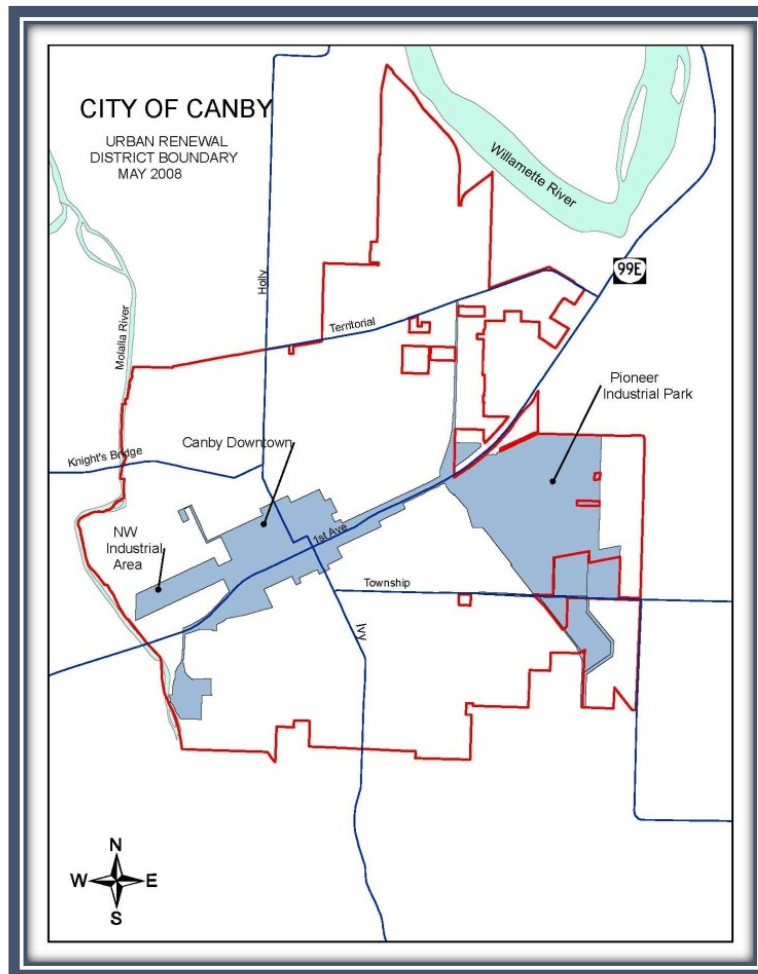 CITY OF CANBY
URBAN RENEWAL
DISTRICT BOUNDARY
MAY 2008
Willamette River
99E
Holly
Molalla River
Territorial
Pioneer
Industrial Park
Canby Downtown
Knight's Bridge
1st Ave
NW
Industrial
Area
Township
Ivy
N
W
E
S